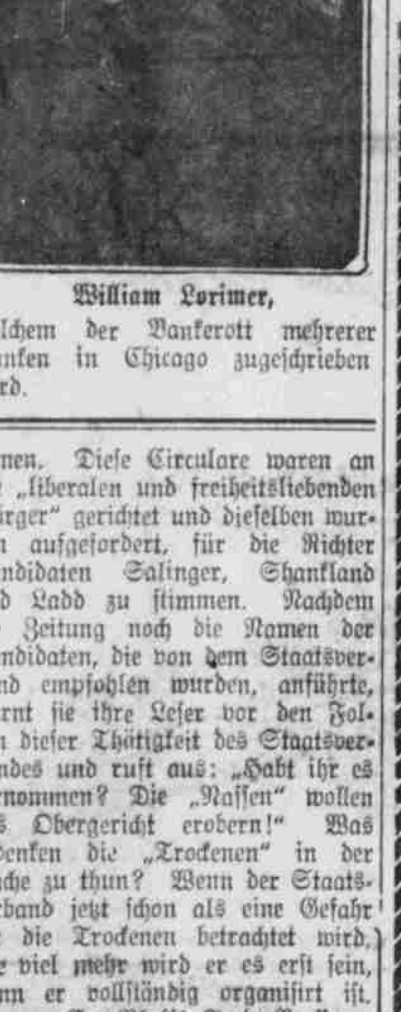 William Lorimer,
lchem der Bankerott mehrerer
nken in Chicago zugeschrieben
rd.
nen. Diese Circulare waren an
„liberalen und freiheitsliebenden
ürger“ gerichtet und dieselben wur-
n aufgefordert, für die Richter
ndidaten Salinger, Shankland
d Ladd zu stimmen. Nachdem
Zeitung noch die Namen der
ndidaten, die von dem Staatsver-
nd empfohlen wurden, anführte,
rnt sie ihre Leser vor den Fol-
n dieser Thätigkeit des Staatsver-
ndes und ruft aus: „Habt ihr es
rnommen? Die „Nassen“ wollen
s Obergericht erobern!“ Was
denken die „Trockenen“ in der
che zu thun? Wenn der Staats-
rband jetzt schon als eine Gefahr
r die Trockenen betrachtet wird,
e viel mehr wird er es erst sein,
nn er vollständig organisirt ist.